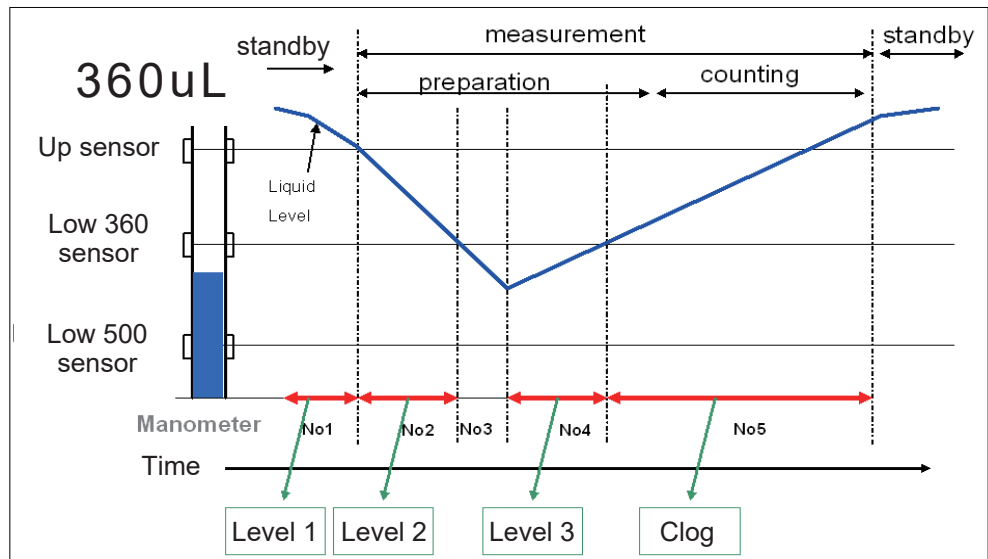 measurement
standby
standby
360uL
preparation
counting
Up sensor
Liquid
Level
Low 360
sensor
Low 500
sensor
Manometer
No1
No2
No3
No4
No5
Time
Level 1
Level 2
Level 3
Clog